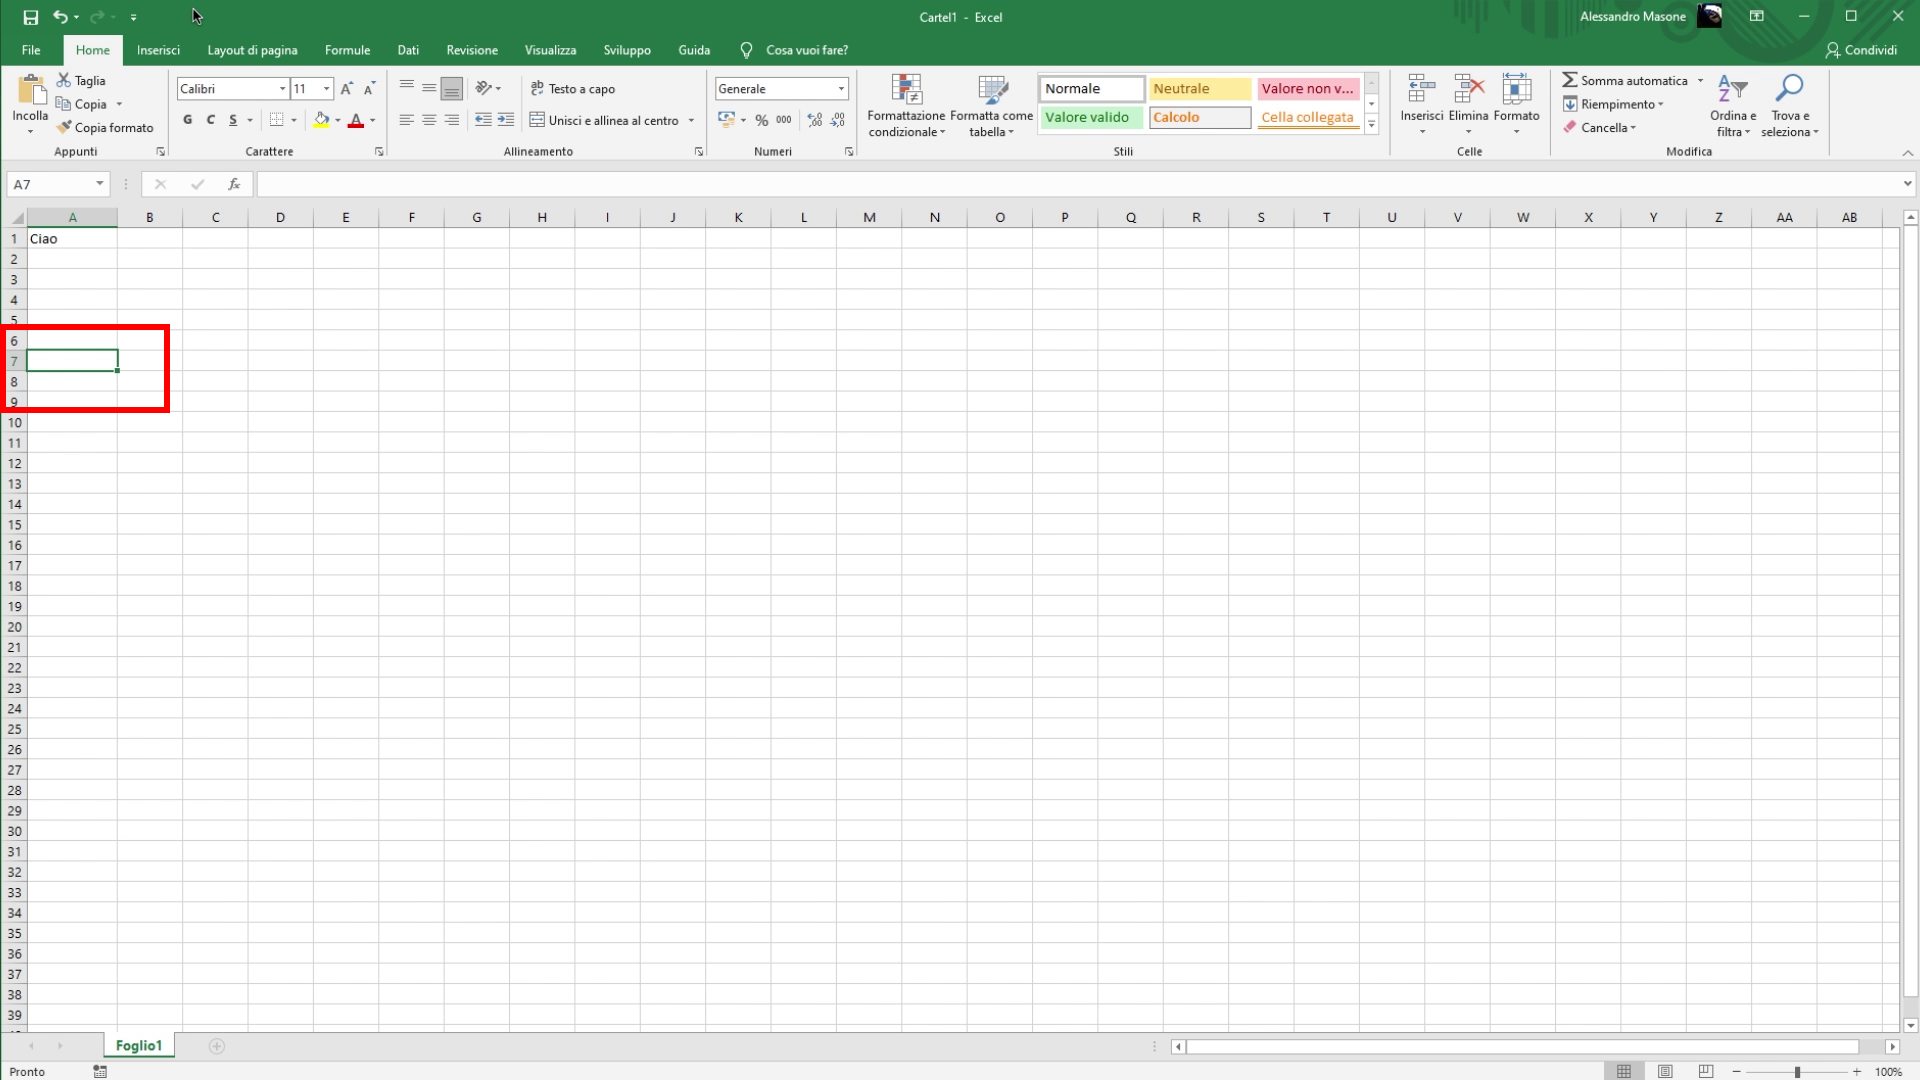 Cartel1 - Excel
Alessandro Masone
File Home Inserisci Layout di pagina Formule Dati Revisione Visualizza Sviluppo Guida Cosa vuoi fare? Condividi
Incolla
Taglia
Copia
Copia formato
Appunti
Calibri 11
G C S A
Carattere
Testo a capo
Unisci e allinea al centro
Allineamento
Generale
% 000
Numeri
Formattazione condizionale
Formatta come tabella
Normale Neutrale Valore non v...
Valore valido Calcolo Cella collegata
Stili
Inserisci Elimina Formato
Celle
Somma automatica
Riempimento
Cancella
Ordina e filtra
Trova e seleziona
Modifica
A7 fx
A B C D E F G H I J K L M N O P Q R S T U V W X Y Z AA AB
1 Ciao
2
3
4
5
6
7
8
9
10
11
12
13
14
15
16
17
18
19
20
21
22
23
24
25
26
27
28
29
30
31
32
33
34
35
36
37
38
39
Foglio1
Pronto 100%